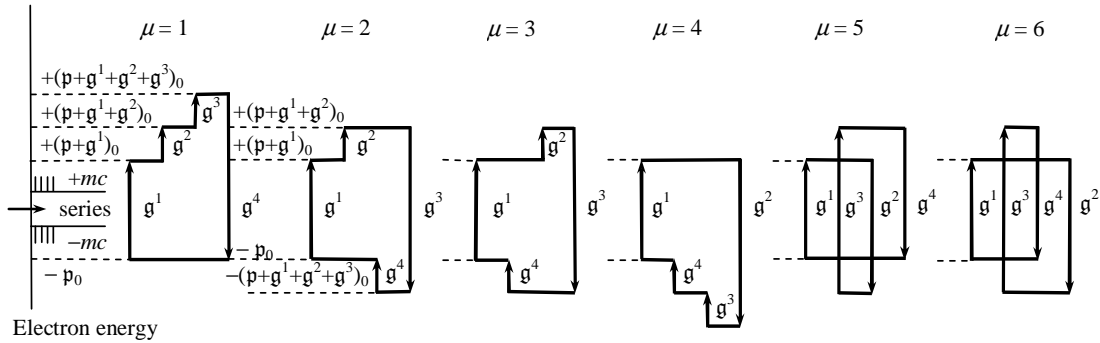 μ = 1 μ = 2 μ = 3 μ = 4 μ = 5 μ = 6
+(𝔭+𝔤¹+𝔤²+𝔤³)₀
𝔤³
+(𝔭+𝔤¹+𝔤²)₀ +(𝔭+𝔤¹+𝔤²)₀
𝔤² 𝔤² 𝔤²
+(𝔭+𝔤¹)₀ +(𝔭+𝔤¹)₀
+mc
𝔤¹ 𝔤⁴ 𝔤¹ 𝔤³ 𝔤¹ 𝔤³ 𝔤¹ 𝔤² 𝔤¹ 𝔤³ 𝔤² 𝔤⁴ 𝔤¹ 𝔤³ 𝔤⁴ 𝔤²
series
−mc
− 𝔭₀ − 𝔭₀
−(𝔭+𝔤¹+𝔤²+𝔤³)₀ 𝔤⁴ 𝔤⁴ 𝔤⁴
𝔤³
Electron energy